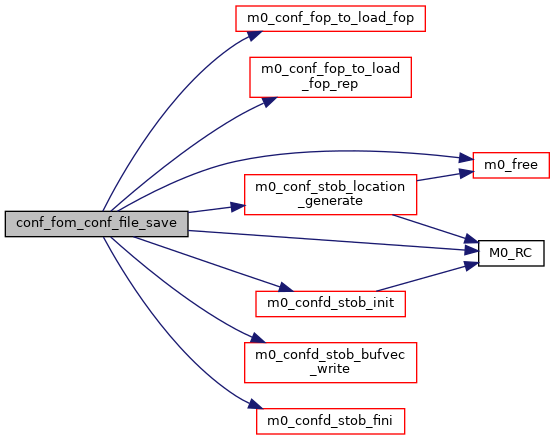 m0_conf_fop_to_load_fop
m0_conf_fop_to_load
_fop_rep
m0_free
m0_conf_stob_location
_generate
conf_fom_conf_file_save
M0_RC
m0_confd_stob_init
m0_confd_stob_bufvec
_write
m0_confd_stob_fini